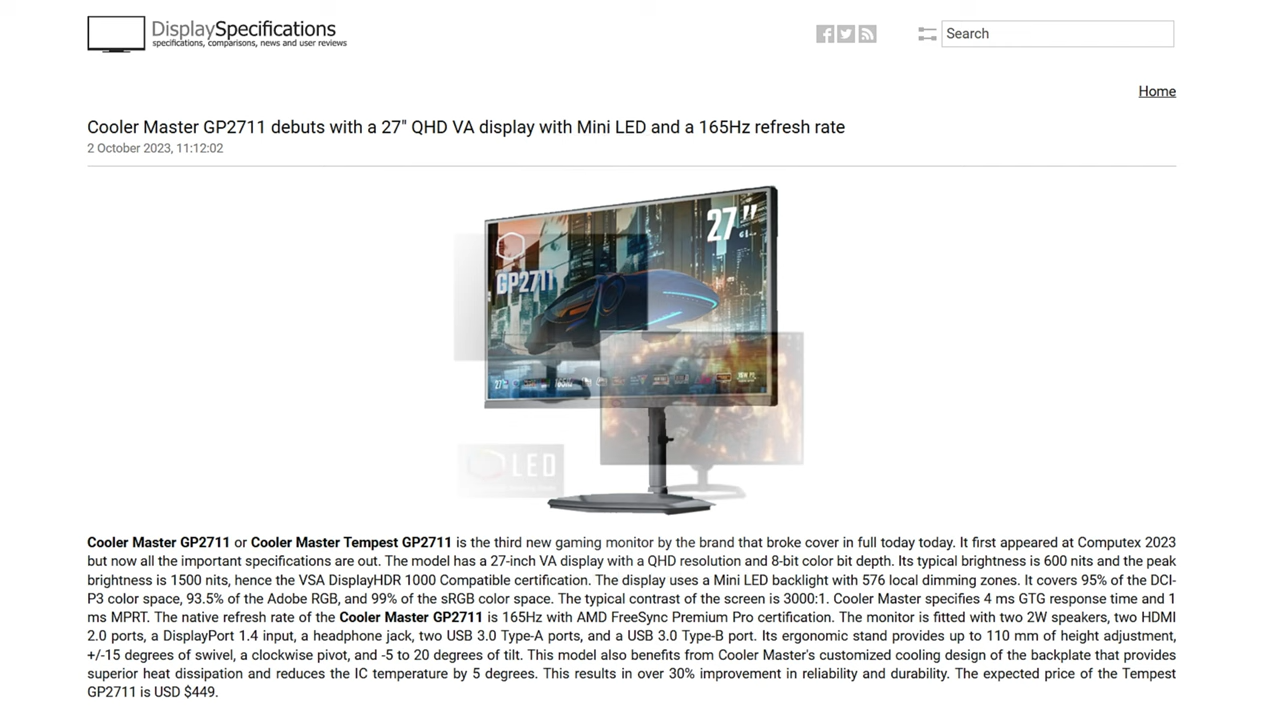 DisplaySpecifications
specifications, comparisons, news and user reviews
Search
Home
Cooler Master GP2711 debuts with a 27" QHD VA display with Mini LED and a 165Hz refresh rate
2 October 2023, 11:12:02
27"
GP2711
27"
165Hz
LED
Cooler Master GP2711 or Cooler Master Tempest GP2711 is the third new gaming monitor by the brand that broke cover in full today today. It first appeared at Computex 2023
but now all the important specifications are out. The model has a 27-inch VA display with a QHD resolution and 8-bit color bit depth. Its typical brightness is 600 nits and the peak
brightness is 1500 nits, hence the VSA DisplayHDR 1000 Compatible certification. The display uses a Mini LED backlight with 576 local dimming zones. It covers 95% of the DCI-
P3 color space, 93.5% of the Adobe RGB, and 99% of the sRGB color space. The typical contrast of the screen is 3000:1. Cooler Master specifies 4 ms GTG response time and 1
ms MPRT. The native refresh rate of the Cooler Master GP2711 is 165Hz with AMD FreeSync Premium Pro certification. The monitor is fitted with two 2W speakers, two HDMI
2.0 ports, a DisplayPort 1.4 input, a headphone jack, two USB 3.0 Type-A ports, and a USB 3.0 Type-B port. Its ergonomic stand provides up to 110 mm of height adjustment,
+/-15 degrees of swivel, a clockwise pivot, and -5 to 20 degrees of tilt. This model also benefits from Cooler Master's customized cooling design of the backplate that provides
superior heat dissipation and reduces the IC temperature by 5 degrees. This results in over 30% improvement in reliability and durability. The expected price of the Tempest
GP2711 is USD $449.